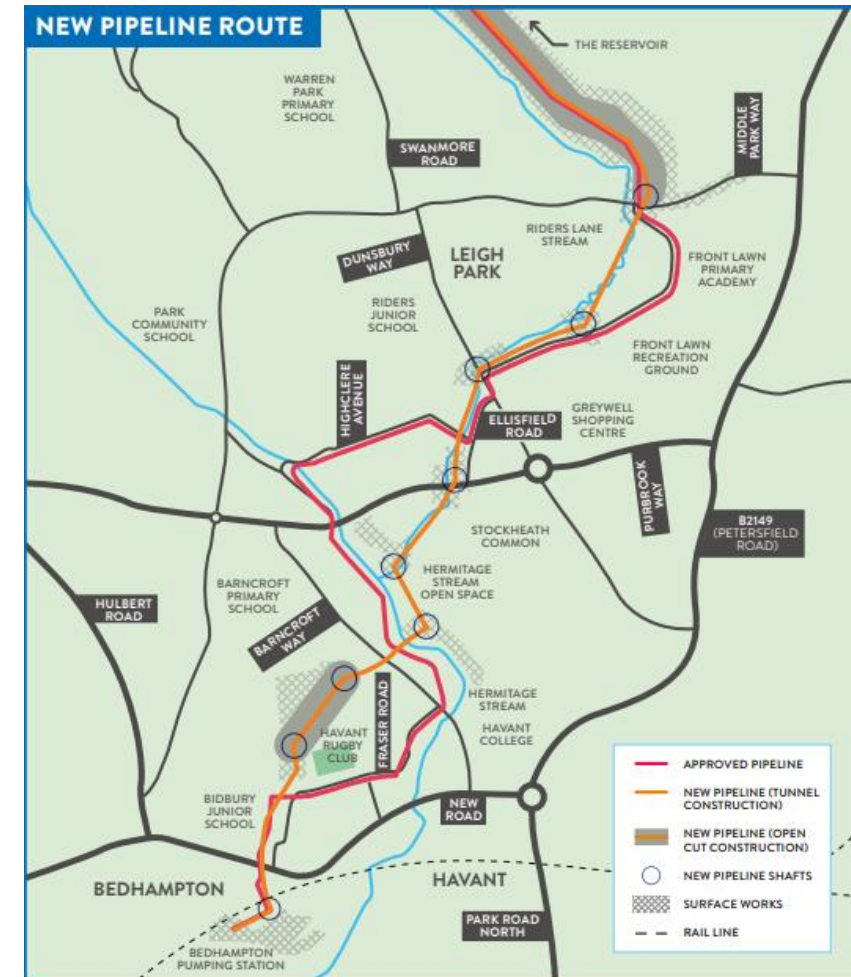 NEW PIPELINE ROUTE
THE RESERVOIR
WARREN
PARK
PRIMARY
SCHOOL
MIDDLE
PARK WAY
SWANMORE
ROAD
RIDERS LANE
STREAM
DUNSBURY
WAY
LEIGH
PARK
FRONT LAWN
PRIMARY
ACADEMY
RIDERS
JUNIOR
SCHOOL
PARK
COMMUNITY
SCHOOL
FRONT LAWN
RECREATION
GROUND
HIGHCLERE
AVENUE
ELLISFIELD
ROAD
GREYWELL
SHOPPING
CENTRE
PURBROOK
WAY
B2149
(PETERSFIELD
ROAD)
STOCKHEATH
COMMON
HERMITAGE
STREAM
OPEN SPACE
BARNCROFT
PRIMARY
SCHOOL
HULBERT
ROAD
BARNCROFT
WAY
FRASER ROAD
HERMITAGE
STREAM
HAVANT
COLLEGE
HAVANT
RUGBY
CLUB
BIDBURY
JUNIOR
SCHOOL
NEW
ROAD
BEDHAMPTON
HAVANT
PARK ROAD
NORTH
BEDHAMPTON
PUMPING STATION
APPROVED PIPELINE
NEW PIPELINE (TUNNEL
CONSTRUCTION)
NEW PIPELINE (OPEN
CUT CONSTRUCTION)
NEW PIPELINE SHAFTS
SURFACE WORKS
RAIL LINE